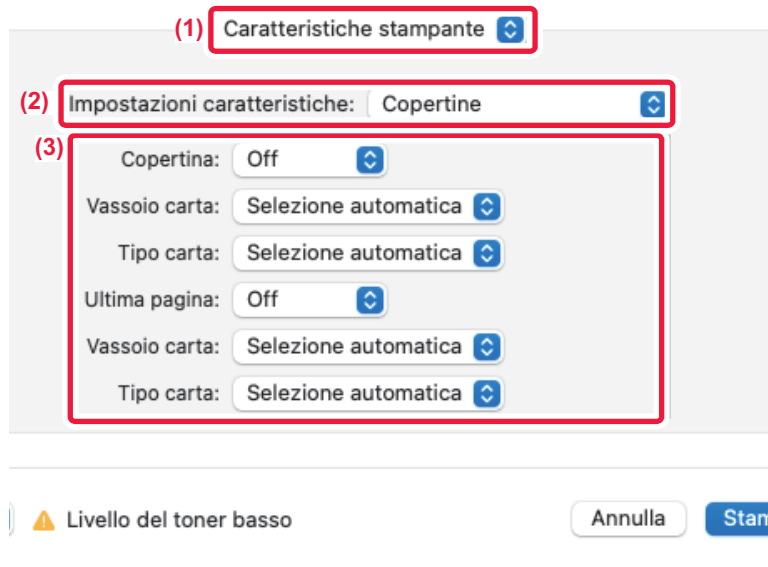 (1) Caratteristiche stampante
(2) Impostazioni caratteristiche: Copertine
(3)
Copertina: Off
Vassoio carta: Selezione automatica
Tipo carta: Selezione automatica
Ultima pagina: Off
Vassoio carta: Selezione automatica
Tipo carta: Selezione automatica
Livello del toner basso Annulla Stam